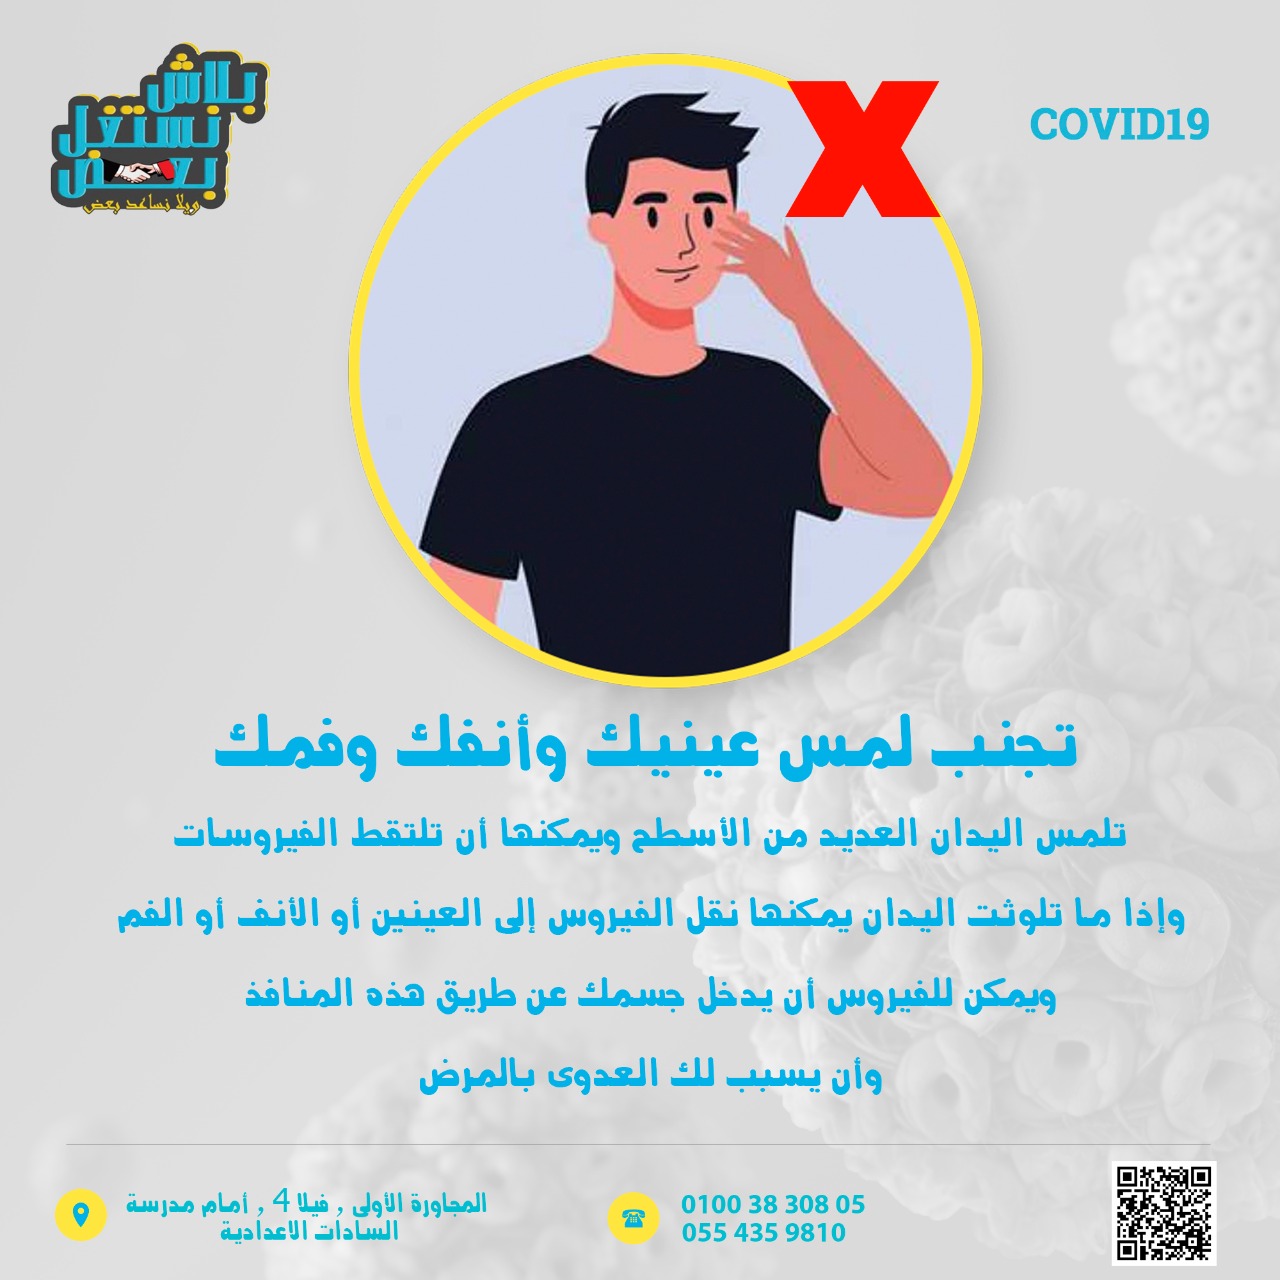 بلاش
نستغل
بعض
ويلا نساعد بعض
COVID19
X
تجنب لمس عينيك وأنفك وفمك
تلمس اليدان العديد من الأسطح ويمكنها أن تلتقط الفيروسات
وإذا ما تلوثت اليدان يمكنها نقل الفيروس إلى العينين أو الأنف أو الفم
ويمكن للفيروس أن يدخل جسمك عن طريق هذه المنافذ
وأن يسبب لك العدوى بالمرض
المجاورة الأولى , فيلا 4 , أمام مدرسة
السادات الاعدادية
0100 38 308 05
055 435 9810